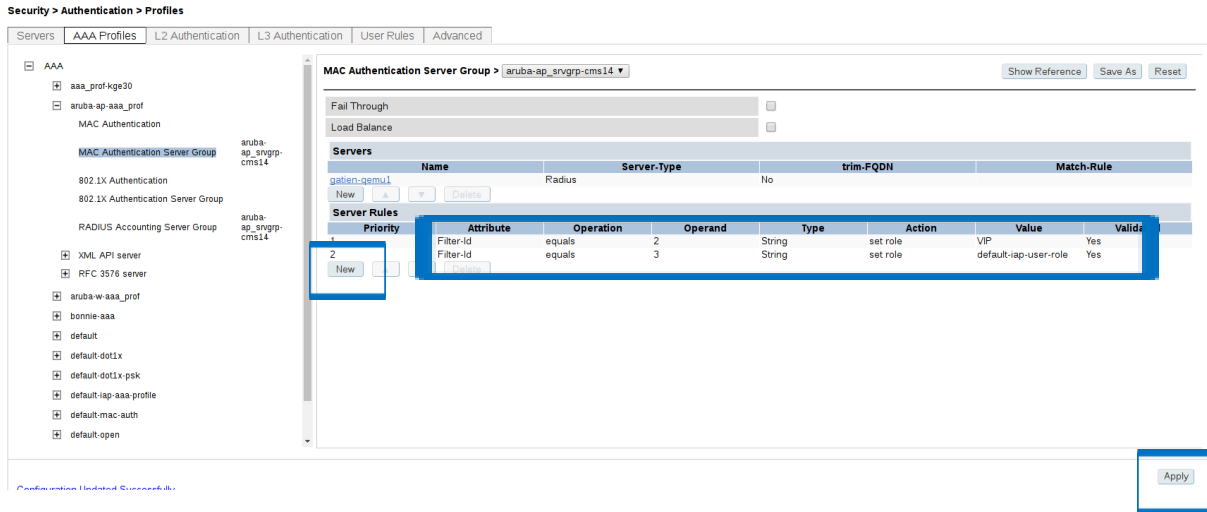 Security > Authentication > Profiles
Servers AAA Profiles L2 Authentication L3 Authentication User Rules Advanced
AAA
aaa_prof-kge30
aruba-ap-aaa_prof
MAC Authentication
MAC Authentication Server Group aruba-ap_srvgrp-cms14
802.1X Authentication
802.1X Authentication Server Group
RADIUS Accounting Server Group aruba-ap_srvgrp-cms14
XML API server
RFC 3576 server
aruba-w-aaa_prof
bonnie-aaa
default
default-dot1x
default-dot1x-psk
default-iap-aaa-profile
default-mac-auth
default-open
MAC Authentication Server Group > aruba-ap_srvgrp-cms14
Show Reference Save As Reset
Fail Through
Load Balance
Servers
Name Server-Type trim-FQDN Match-Rule
gatien-qemu1 Radius No
New Delete
Server Rules
Priority Attribute Operation Operand Type Action Value
1 Filter-Id equals 2 String set role VIP Yes
2 Filter-Id equals 3 String set role default-iap-user-role Yes
New Delete
Apply
Configuration Updated Successfully